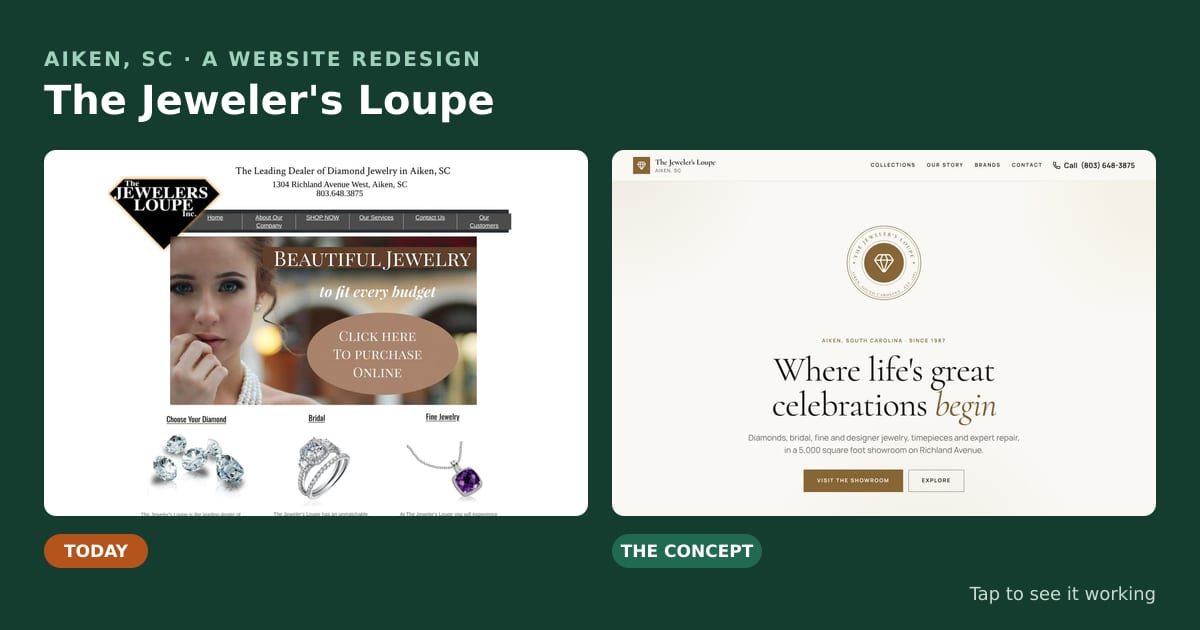 AIKEN, SC · A WEBSITE REDESIGN
The Jeweler's Loupe
The Leading Dealer of Diamond Jewelry in Aiken, SC
1304 Richland Avenue West, Aiken, SC
803.648.3875
The
JEWELERS
LOUPE
Inc.
Home
About Our
Company
SHOP NOW
Our Services
Contact Us
Our
Customers
BEAUTIFUL JEWELRY
to fit every budget
CLICK HERE
TO PURCHASE
ONLINE
Choose Your Diamond
Bridal
Fine Jewelry
The Jeweler's Loupe
AIKEN, SC
COLLECTIONS
OUR STORY
BRANDS
CONTACT
Call (803) 648-3875
THE JEWELER'S LOUPE
AIKEN, SOUTH CAROLINA · SINCE 1987
Where life's great
celebrations begin
Diamonds, bridal, fine and designer jewelry, timepieces and expert repair,
in a 5,000 square foot showroom on Richland Avenue.
VISIT THE SHOWROOM
EXPLORE
TODAY
THE CONCEPT
Tap to see it working